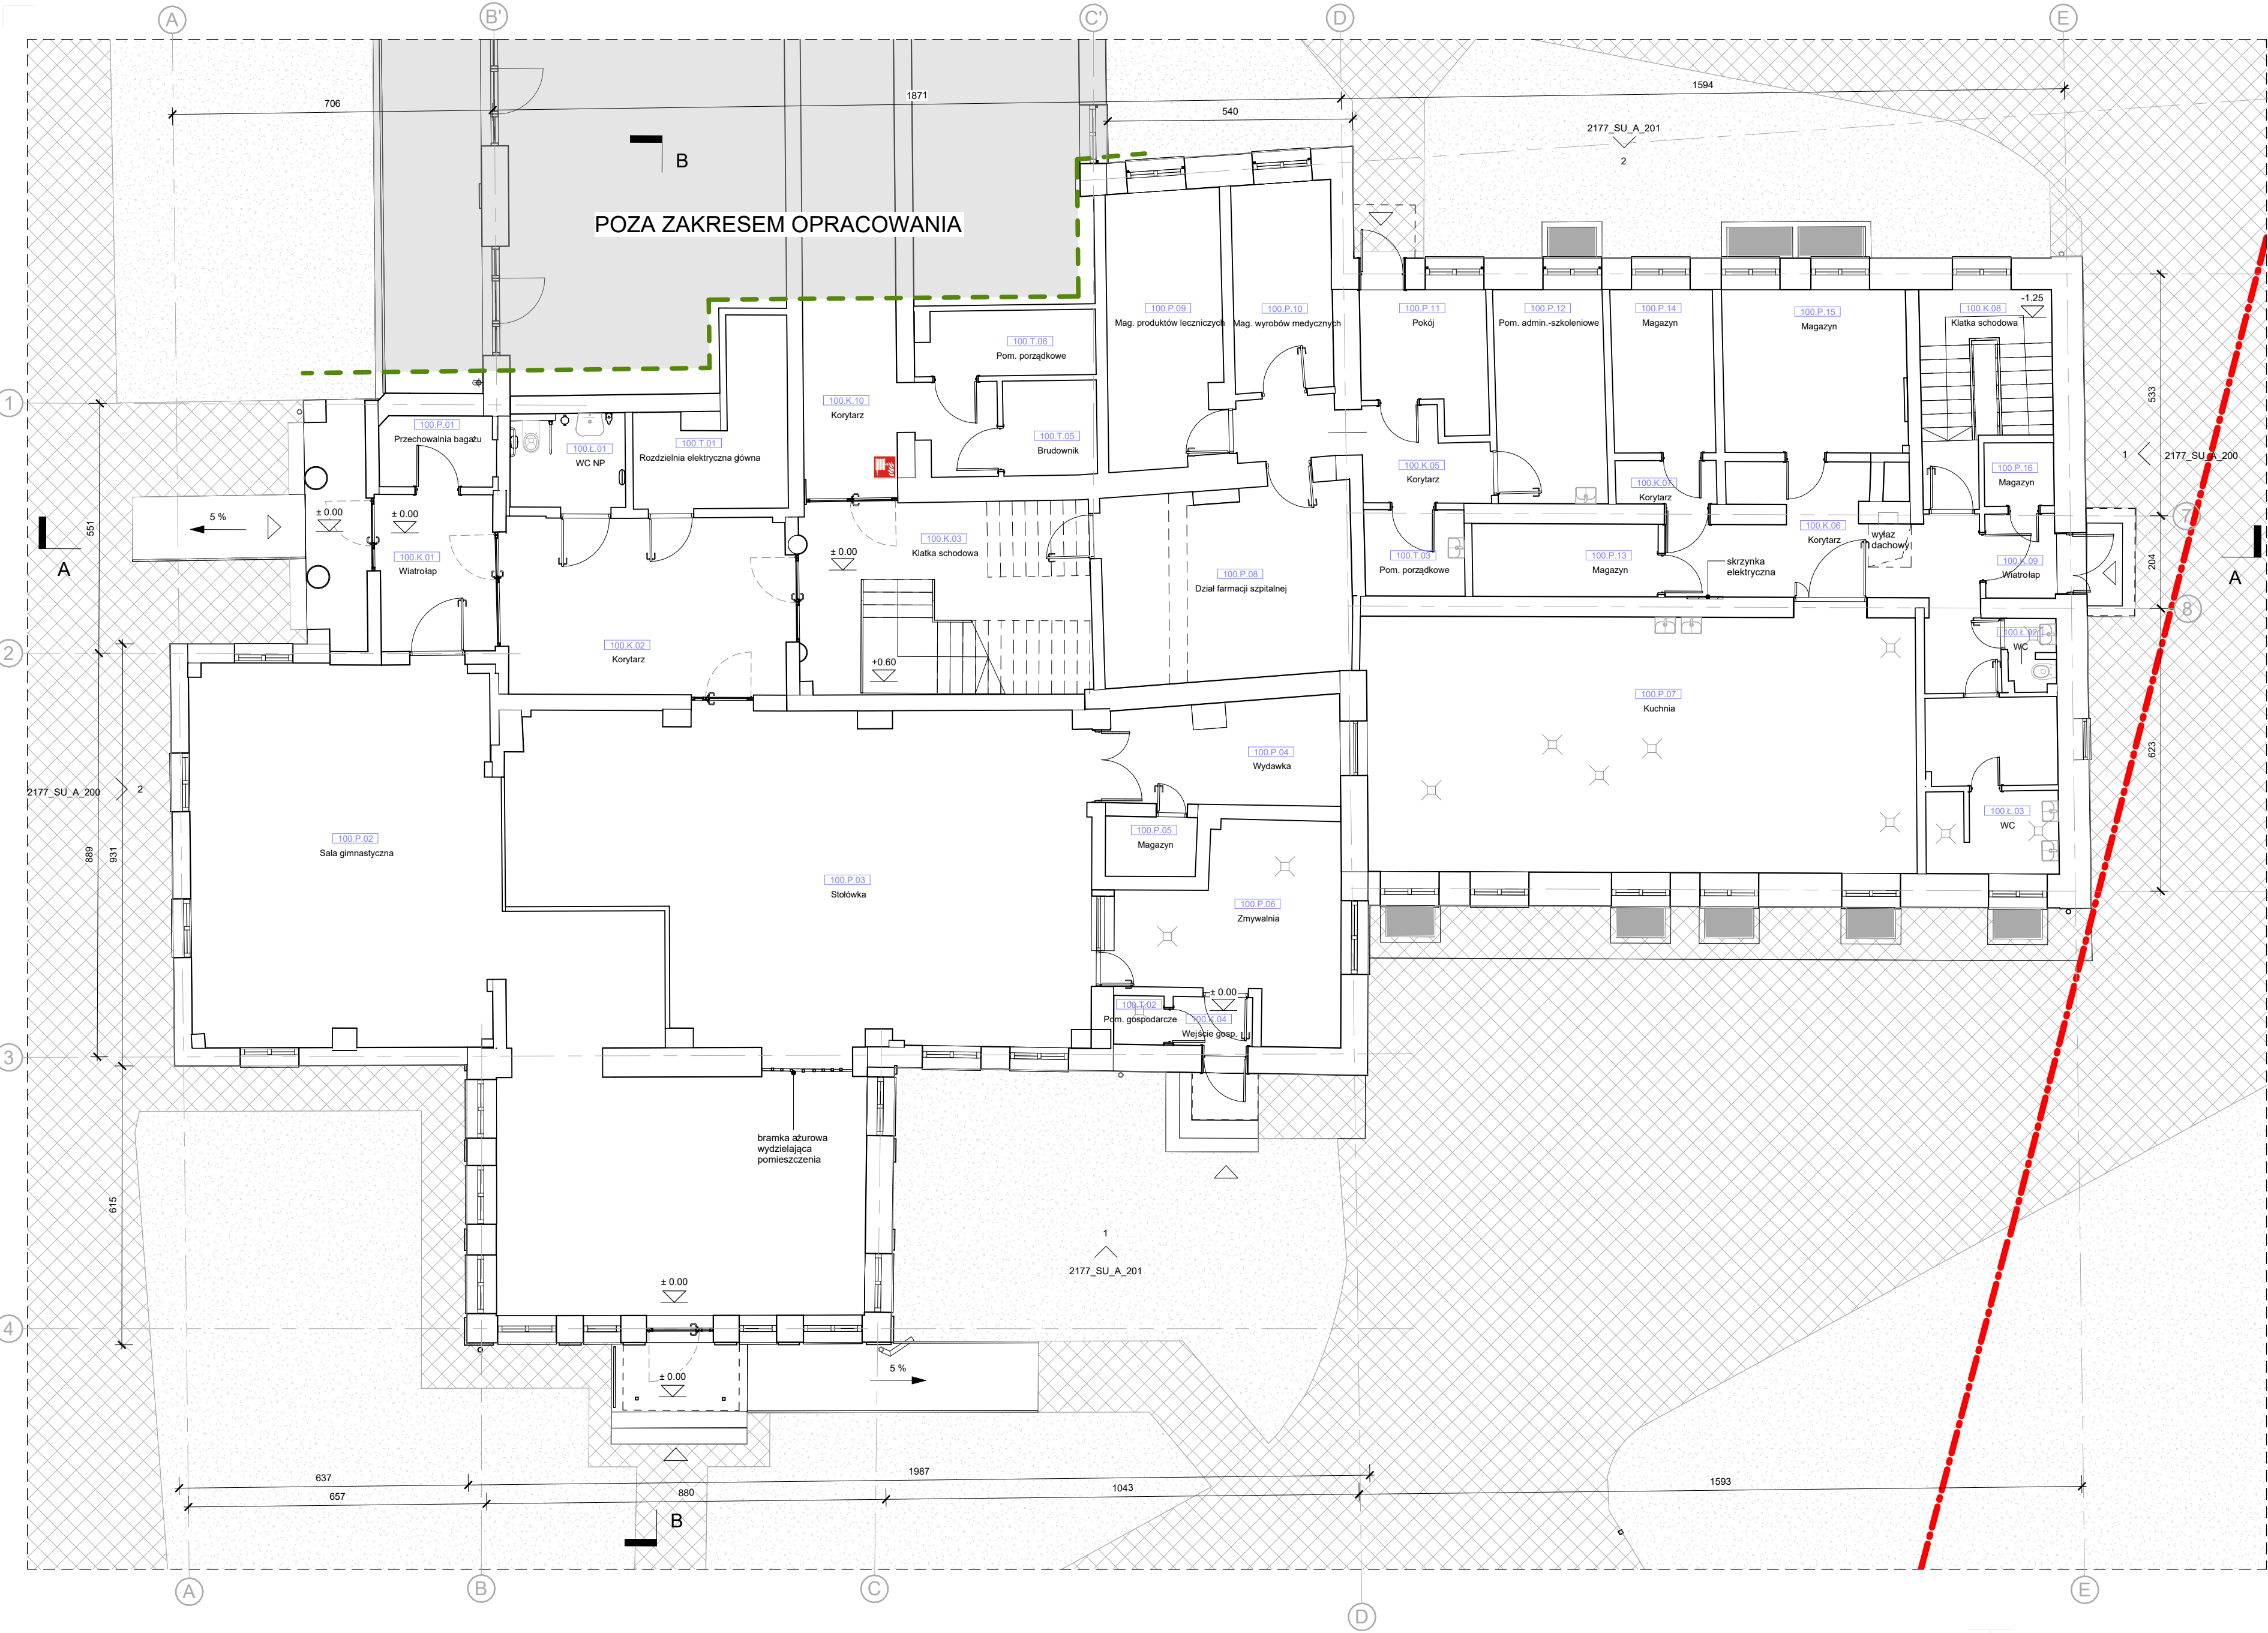 A
B'
C'
D
E
706
1871
1594
540
2177_SU_A_201
2
B
POZA ZAKRESEM OPRACOWANIA
-1.25
100.P.09
Mag. produktów leczniczych
100.P.10
Mag. wyrobów medycznych
100.P.11
Pokój
100.P.12
Pom. admin.-szkoleniowe
100.P.14
Magazyn
100.P.15
Magazyn
100.K.08
Klatka schodowa
100.T.06
Pom. porządkowe
1
100.K.10
Korytarz
533
100.P.01
Przechowalnia bagażu
100.Ł.01
WC NP
100.T.01
Rozdzielnia elektryczna główna
100.T.05
Brudownik
100.K.05
Korytarz
100.K.07
Korytarz
100.P.16
Magazyn
1
2177_SU_A_200
5 %
± 0.00
± 0.00
551
A
100.K.01
Wiatrołap
100.K.03
Klatka schodowa
± 0.00
100.K.06
Korytarz
wyłaz
dachowy
7
100.T.03
Pom. porządkowe
100.P.13
Magazyn
skrzynka
elektryczna
100.K.09
Wiatrołap
204
A
100.P.08
Dział farmacji szpitalnej
8
2
100.K.02
Korytarz
+0.60
100.Ł.02
WC
100.P.07
Kuchnia
623
100.P.04
Wydawka
2177_SU_A_200
2
100.P.02
Sala gimnastyczna
889
931
100.P.05
Magazyn
100.Ł.03
WC
100.P.03
Stołówka
100.P.06
Zmywalnia
± 0.00
100.T.02
Pom. gospodarcze
100.K.04
Wejście gosp.
3
bramka ażurowa
wydzielająca
pomieszczenia
615
1
2177_SU_A_201
± 0.00
4
5 %
± 0.00
637
1987
657
880
1043
1593
B
A
B
C
D
E